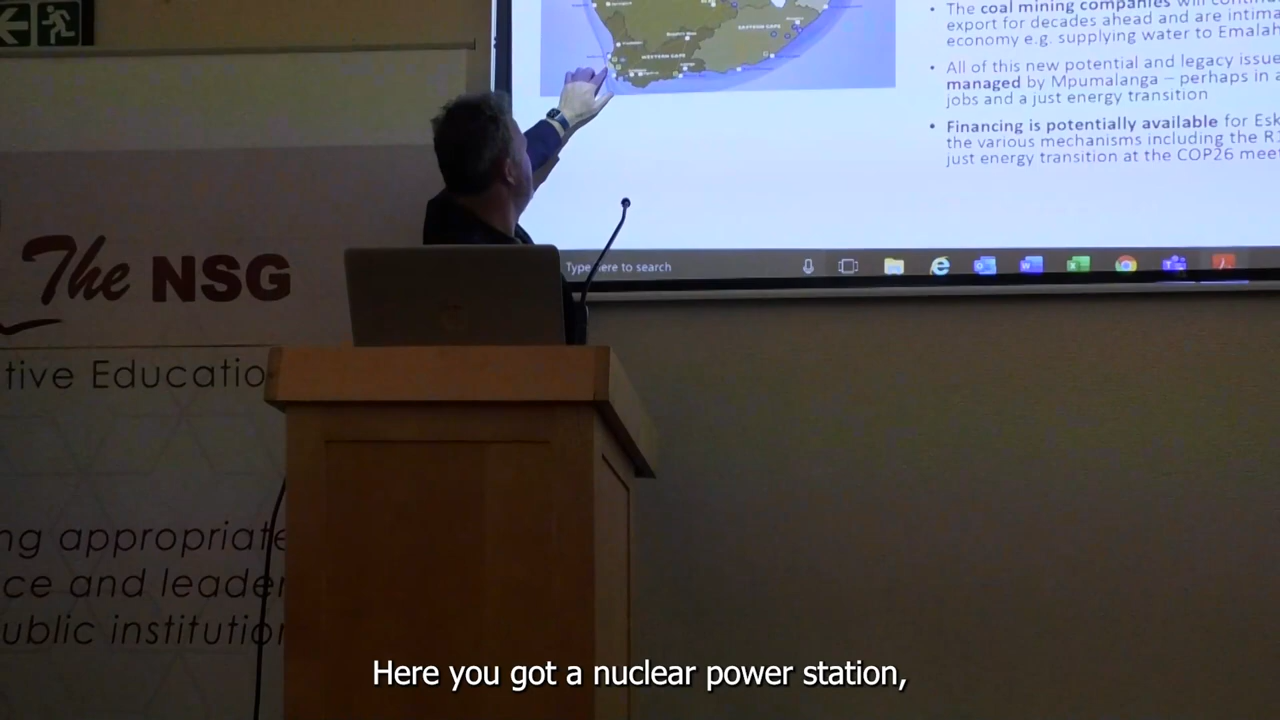 The coal mining companies will continu
export for decades ahead and are intima
economy e.g. supplying water to Emalah
All of this new potential and legacy issue
managed by Mpumalanga – perhaps in a
jobs and a just energy transition
Financing is potentially available for Esk
the various mechanisms including the R1
just energy transition at the COP26 mee
WESTERN CAPE
EASTERN CAPE
Type here to search
The NSG
tive Educatio
ng appropriate
ce and leader
ublic institution
Here you got a nuclear power station,